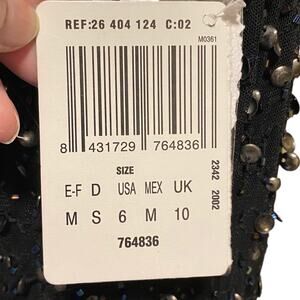 REF:26 404 124 C:02
M0361
8 431729 764836
SIZE
E-F D USA MEX UK
M S 6 M 10
764836
2342 2002